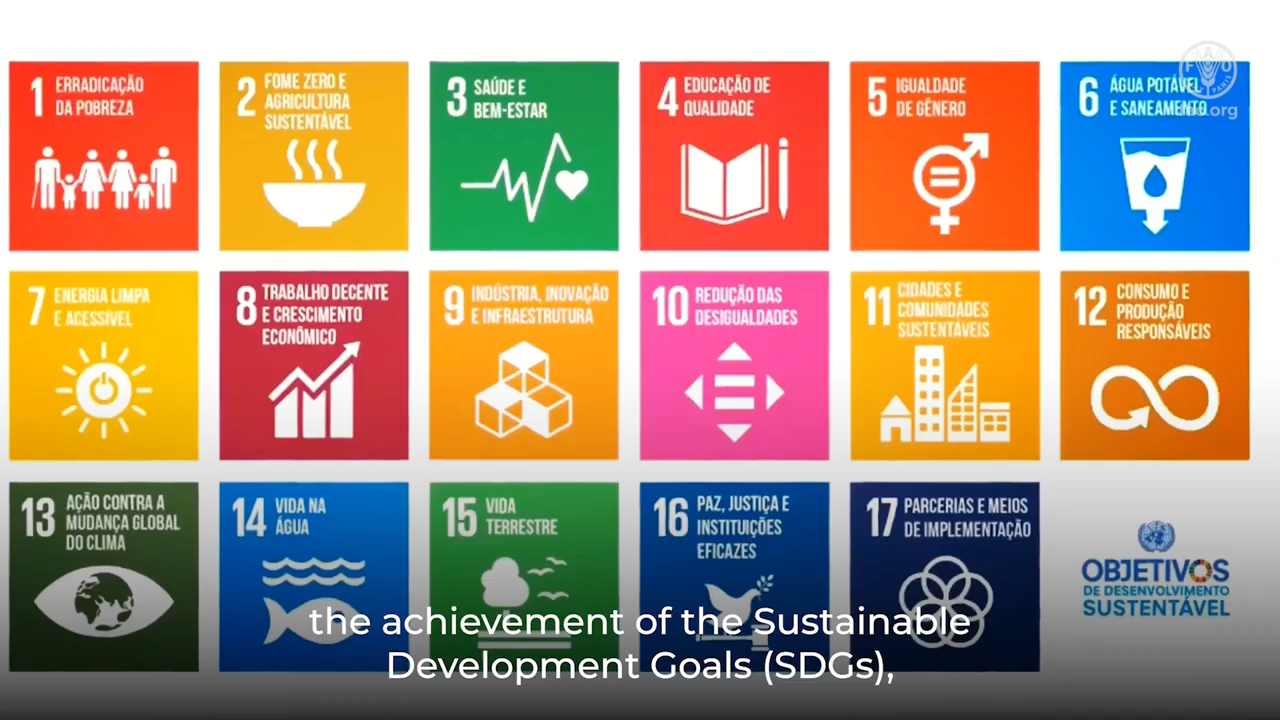 1 ERRADICAÇÃO
DA POBREZA
2 FOME ZERO E
AGRICULTURA
SUSTENTÁVEL
3 SAÚDE E
BEM-ESTAR
4 EDUCAÇÃO DE
QUALIDADE
5 IGUALDADE
DE GÊNERO
6 ÁGUA POTÁVEL
E SANEAMENTO
FAO
fao.org
7 ENERGIA LIMPA
E ACESSÍVEL
8 TRABALHO DECENTE
E CRESCIMENTO
ECONÔMICO
9 INDÚSTRIA, INOVAÇÃO
E INFRAESTRUTURA
10 REDUÇÃO DAS
DESIGUALDADES
11 CIDADES E
COMUNIDADES
SUSTENTÁVEIS
12 CONSUMO E
PRODUÇÃO
RESPONSÁVEIS
13 AÇÃO CONTRA A
MUDANÇA GLOBAL
DO CLIMA
14 VIDA NA
ÁGUA
15 VIDA
TERRESTRE
16 PAZ, JUSTIÇA E
INSTITUIÇÕES
EFICAZES
17 PARCERIAS E MEIOS
DE IMPLEMENTAÇÃO
OBJETIVOS
DE DESENVOLVIMENTO
SUSTENTÁVEL
the achievement of the Sustainable
Development Goals (SDGs),